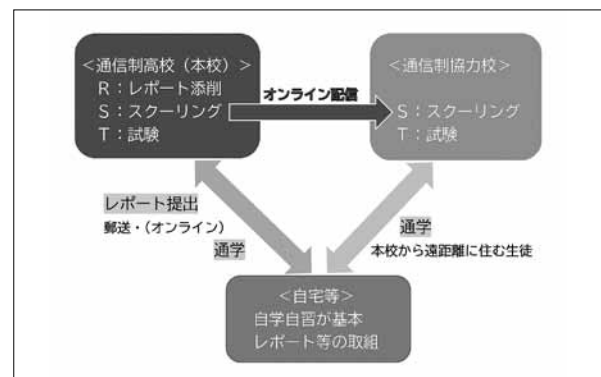 ＜通信制高校（本校）＞
R：レポート添削
S：スクーリング
T：試験
オンライン配信
＜通信制協力校＞
S：スクーリング
T：試験
レポート提出
郵送・（オンライン）
通学
通学
本校から遠距離に住む生徒
＜自宅等＞
自学自習が基本
レポート等の取組